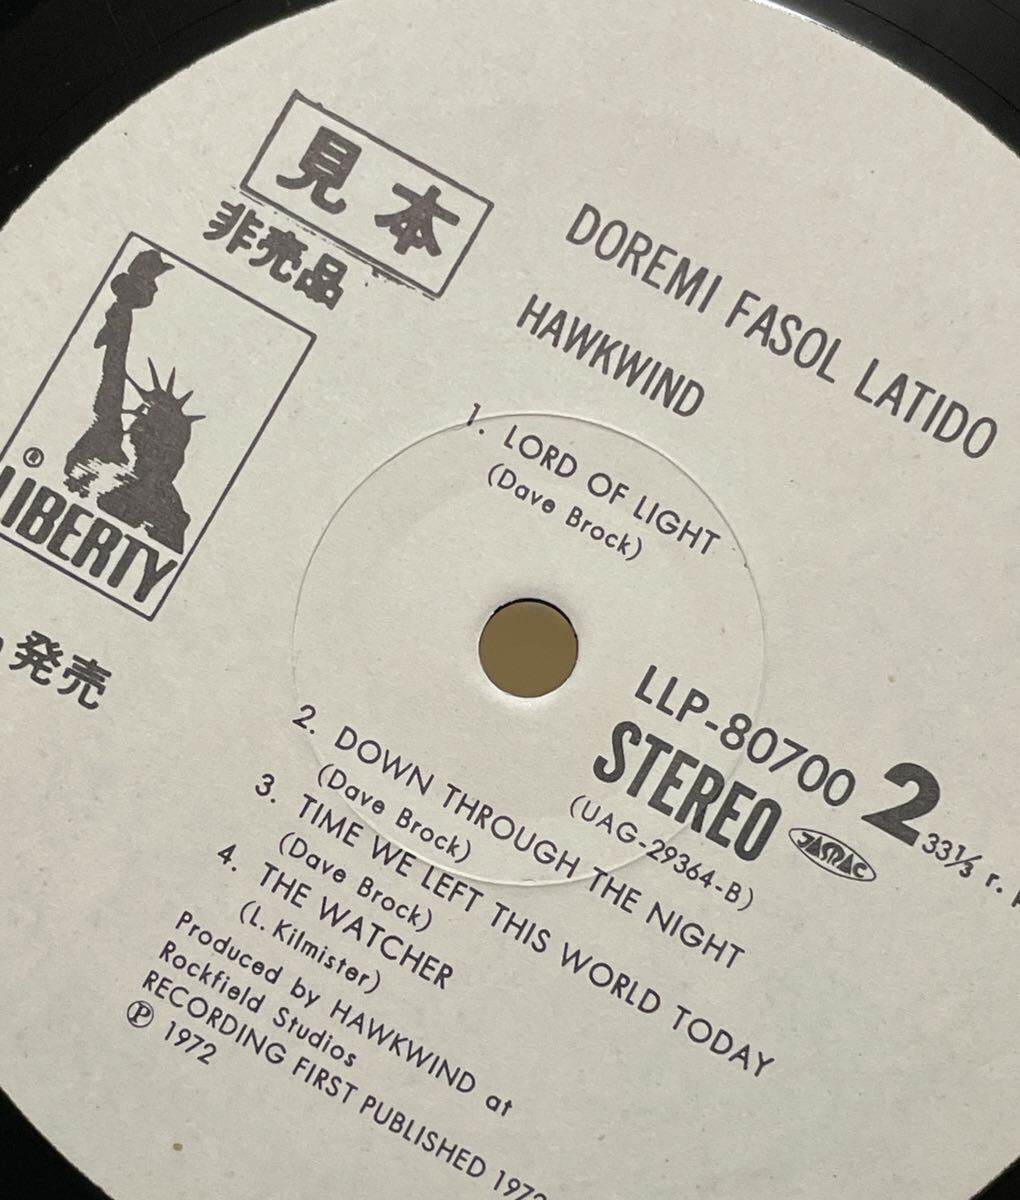 見本
非売品
DOREMI FASOL LATIDO
HAWKWIND
®
LIBERTY
発売
1. LORD OF LIGHT
(Dave Brock)
LLP-80700
STEREO
2
(UAG-29364-B)
JASRAC
33⅓ r.
2. DOWN THROUGH THE NIGHT
(Dave Brock)
3. TIME WE LEFT THIS WORLD TODAY
(Dave Brock)
4. THE WATCHER
(L. Kilmister)
Produced by HAWKWIND at
Rockfield Studios
RECORDING FIRST PUBLISHED 1972
Ⓟ 1972